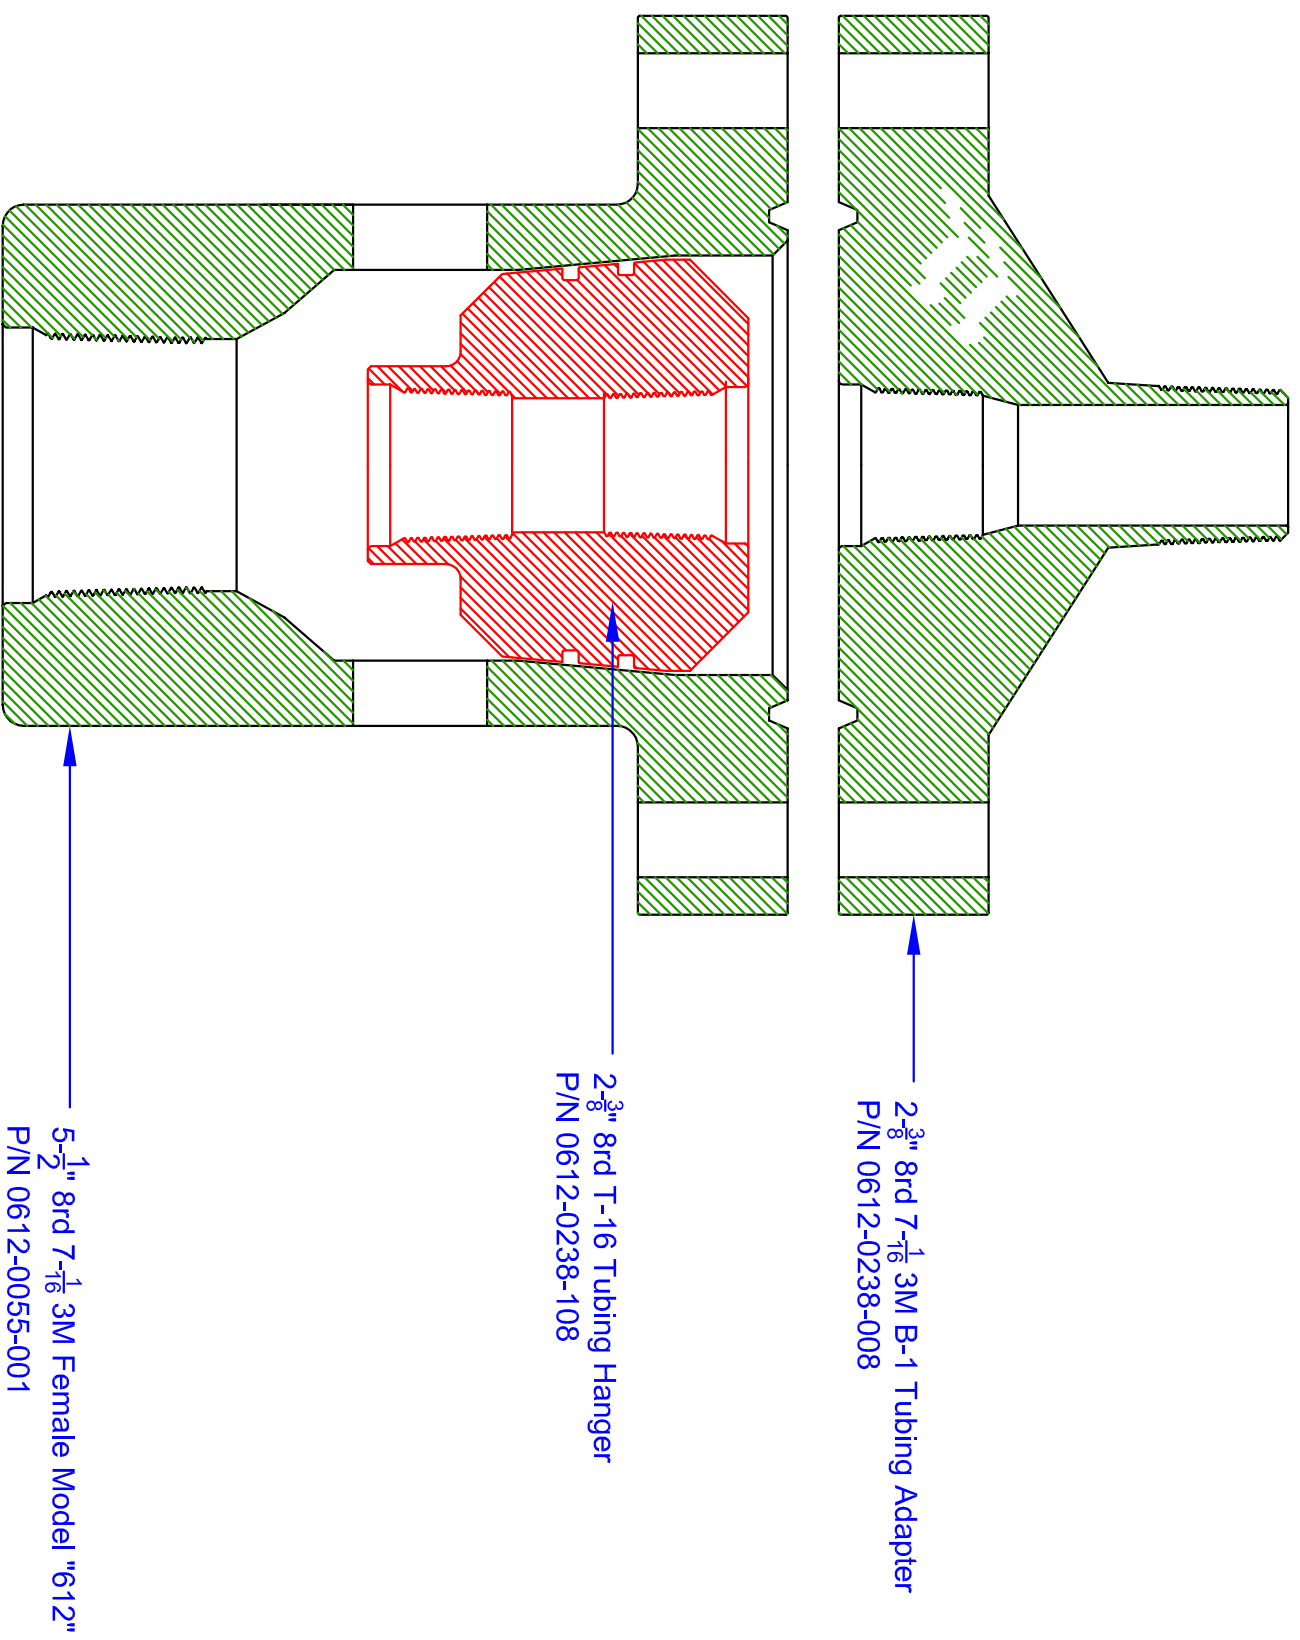 2-3/8" 8rd 7-1/16 3M B-1 Tubing Adapter
P/N 0612-0238-008
2-3/8" 8rd T-16 Tubing Hanger
P/N 0612-0238-108
5-1/2" 8rd 7-1/16 3M Female Model "612"
P/N 0612-0055-001